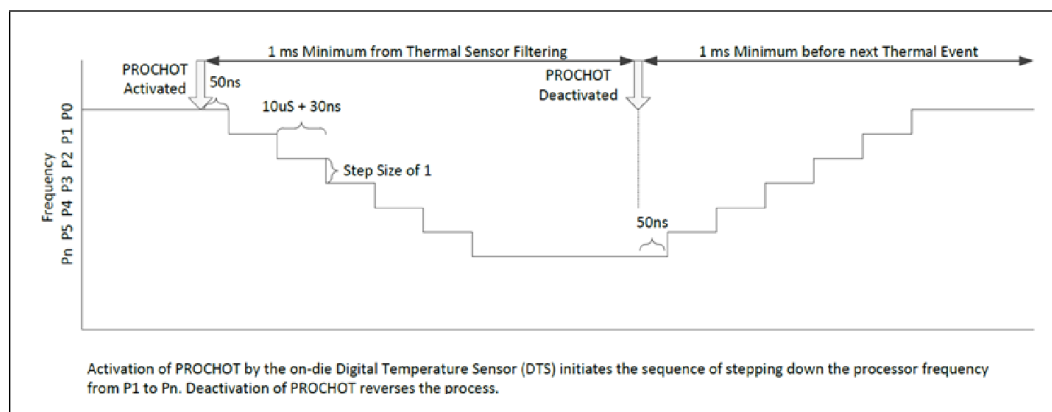 1 ms Minimum from Thermal Sensor Filtering
1 ms Minimum before next Thermal Event
PROCHOT
Activated
50ns
PROCHOT
Deactivated
10uS + 30ns
Step Size of 1
50ns
Frequency
P0
P1
P2
P3
P4
P5
Pn
Activation of PROCHOT by the on-die Digital Temperature Sensor (DTS) initiates the sequence of stepping down the processor frequency
from P1 to Pn. Deactivation of PROCHOT reverses the process.